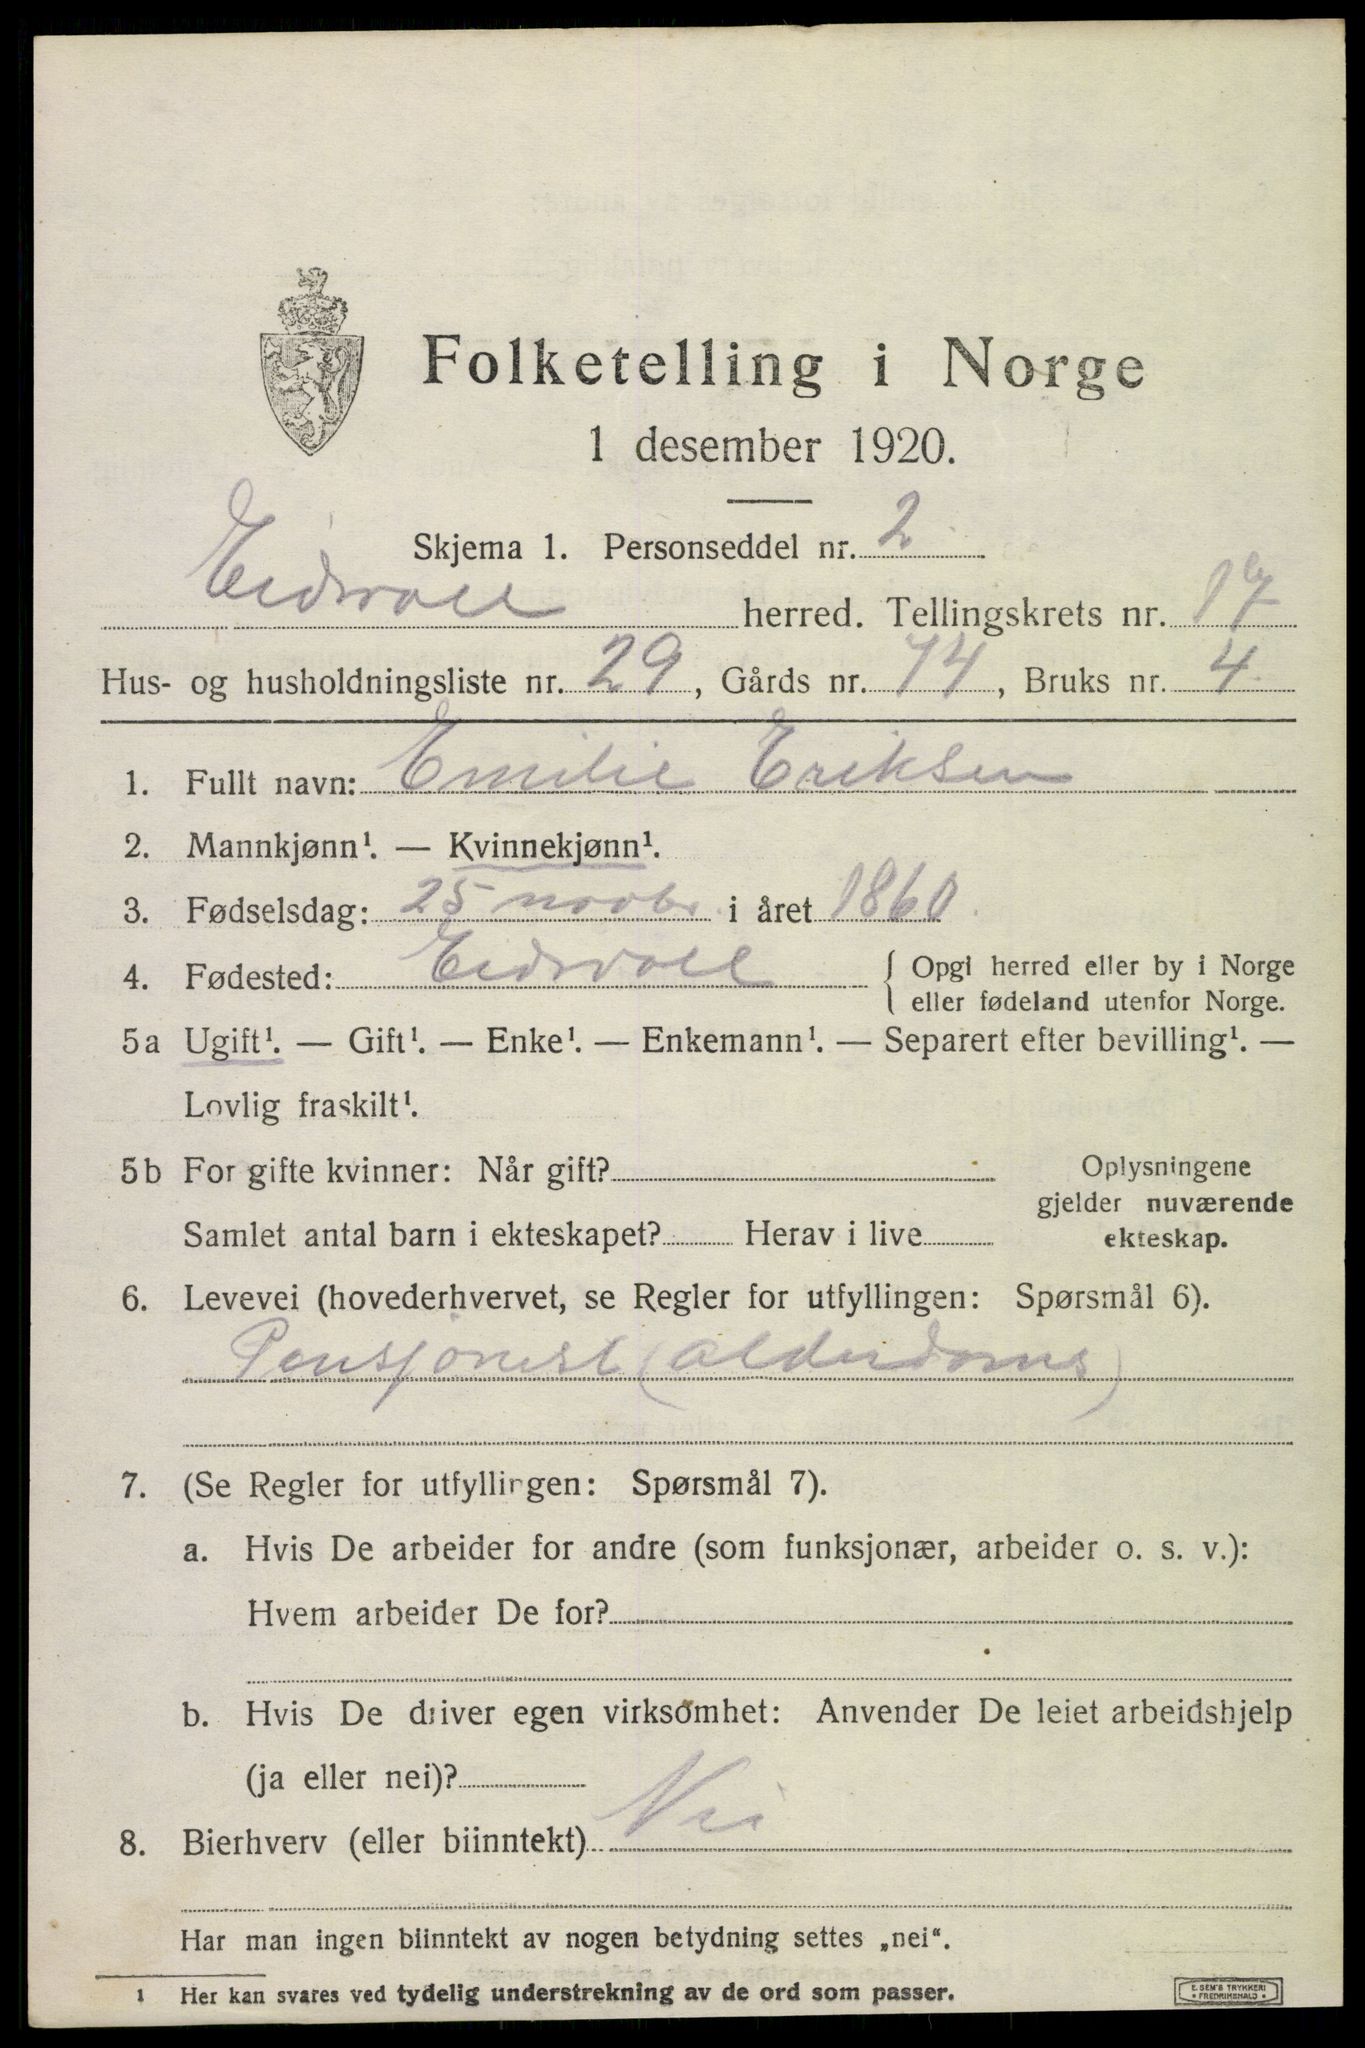 Folketelling i Norge
1 desember 1920.
Skjema 1. Personseddel nr. 2
Eidsvoll herred. Tellingskrets nr. 17
Hus- og husholdningsliste nr. 29, Gårds nr. 74, Bruks nr. 4
1. Fullt navn: Emilie Eriksen
2. Mannkjønn¹. — Kvinnekjønn¹.
3. Fødselsdag: 25 novbr i året 1860
4. Fødested: Eidsvoll { Opgi herred eller by i Norge
eller fødeland utenfor Norge.
5a Ugift¹. — Gift¹. — Enke¹. — Enkemann¹. — Separert efter bevilling¹. —
Lovlig fraskilt¹.
5b For gifte kvinner: Når gift?
Samlet antal barn i ekteskapet? Herav i live
Oplysningene
gjelder nuværende
ekteskap.
6. Levevei (hovederhvervet, se Regler for utfyllingen: Spørsmål 6).
Pensjonist (alderdoms)
7. (Se Regler for utfyllingen: Spørsmål 7).
a. Hvis De arbeider for andre (som funksjonær, arbeider o. s. v.):
Hvem arbeider De for?
b. Hvis De driver egen virksomhet: Anvender De leiet arbeidshjelp
(ja eller nei)?
8. Bierhverv (eller biinntekt) Nei
Har man ingen biinntekt av nogen betydning settes „nei“.
1 Her kan svares ved tydelig understrekning av de ord som passer.
E. SEM'S TRYKKERI
• FREDRIKSHALD •